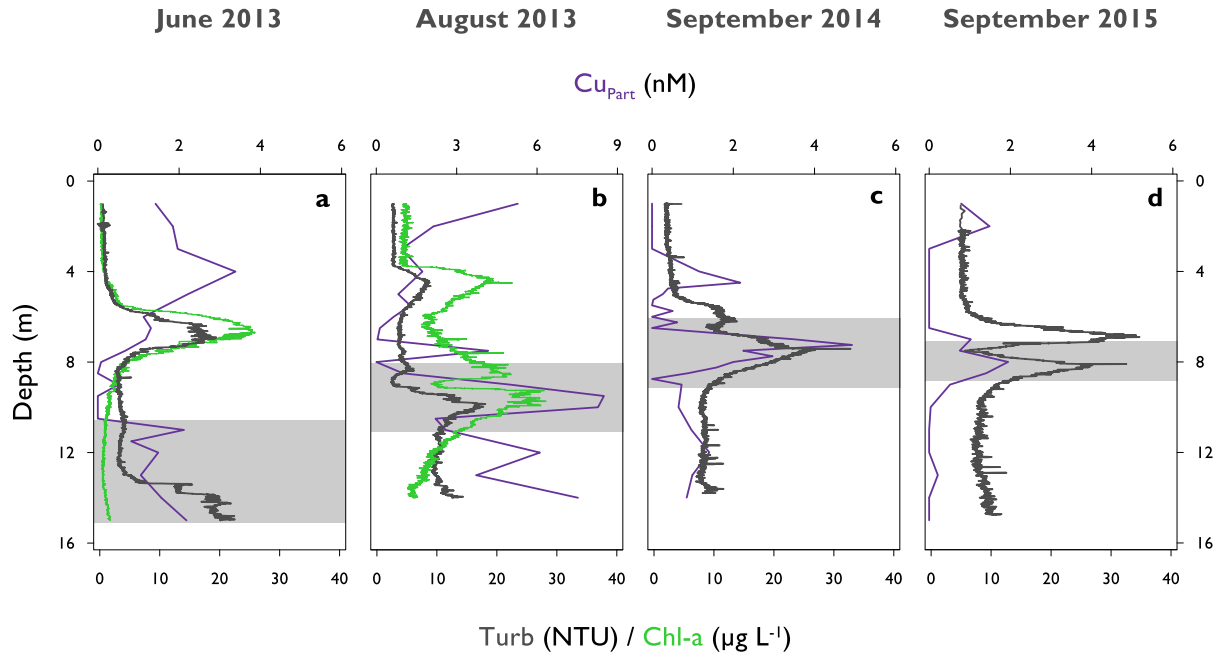 June 2013 August 2013 September 2014 September 2015
Cu_Part (nM)
0 2 4 6 0 3 6 9 0 2 4 6 0 2 4 6
0 a b c d 0
4 4
8 8
12 12
16 16
Depth (m)
0 10 20 30 40 0 10 20 30 40 0 10 20 30 40 0 10 20 30 40
Turb (NTU) / Chl-a (µg L⁻¹)